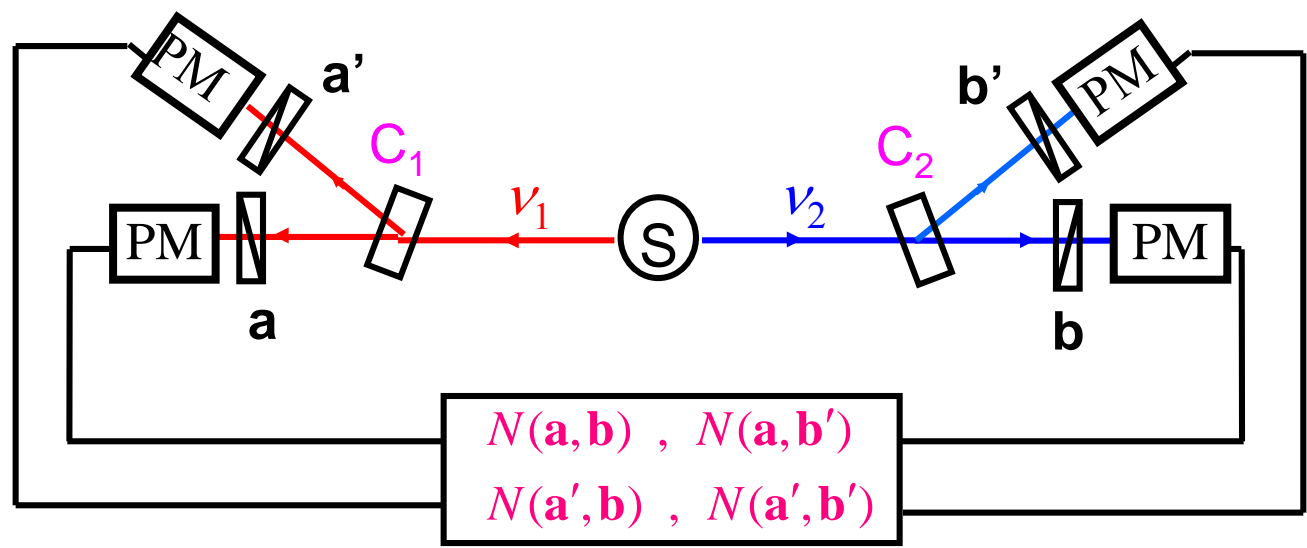 PM a’ b’ PM
C₁ C₂
PM ν₁ S ν₂ PM
a b
N(a,b) , N(a,b′)
N(a′,b) , N(a′,b′)